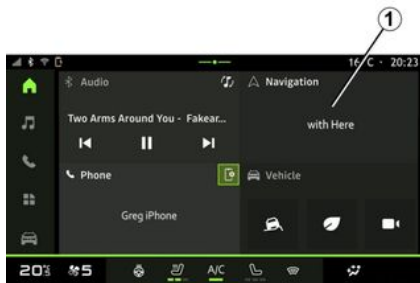 1
16 °C · 20:23
Audio
Navigation
Two Arms Around You - Fakear...
with Here
Phone
Vehicle
Greg iPhone
20
5
A/C